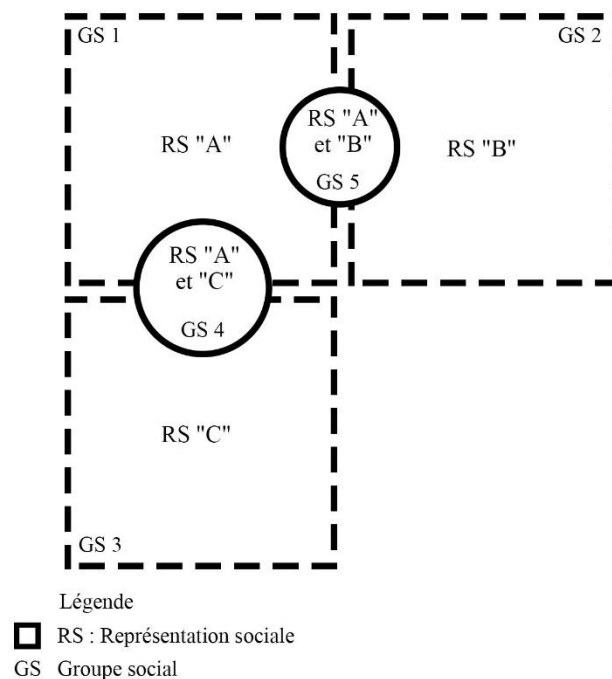 GS 1
GS 2
RS "A"
RS "A"
et "B"
GS 5
RS "B"
RS "A"
et "C"
GS 4
RS "C"
GS 3
Légende
RS : Représentation sociale
GS Groupe social